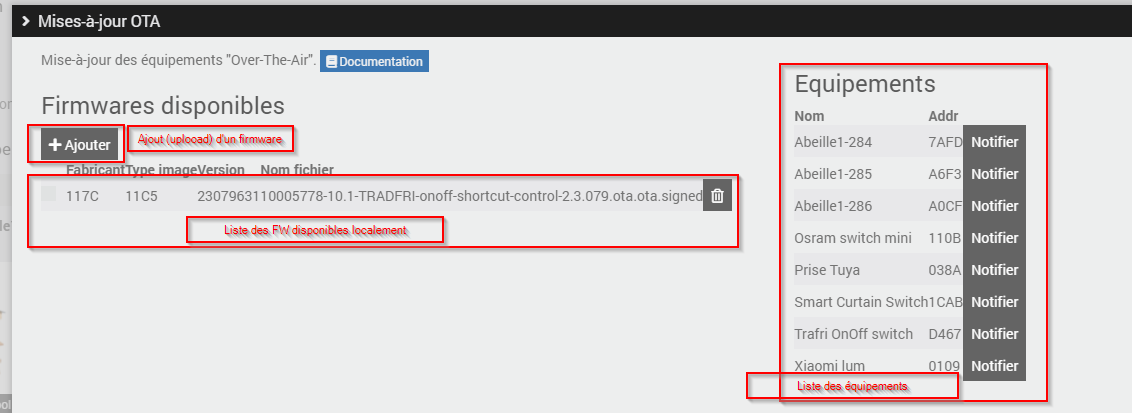 Mises-à-jour OTA
Mise-à-jour des équipements "Over-The-Air". Documentation
Firmwares disponibles
Ajouter
Ajout (uplooad) d'un firmware
Fabricant Type image Version Nom fichier
117C 11C5 23079631 10005778-10.1-TRADFRI-onoff-shortcut-control-2.3.079.ota.ota.signed
Liste des FW disponibles localement
Equipements
Nom Addr
Abeille1-284 7AFD Notifier
Abeille1-285 A6F3 Notifier
Abeille1-286 A0CF Notifier
Osram switch mini 110B Notifier
Prise Tuya 038A Notifier
Smart Curtain Switch 1CAB Notifier
Trafri OnOff switch D467 Notifier
Xiaomi lum 0109 Notifier
Liste des équipements